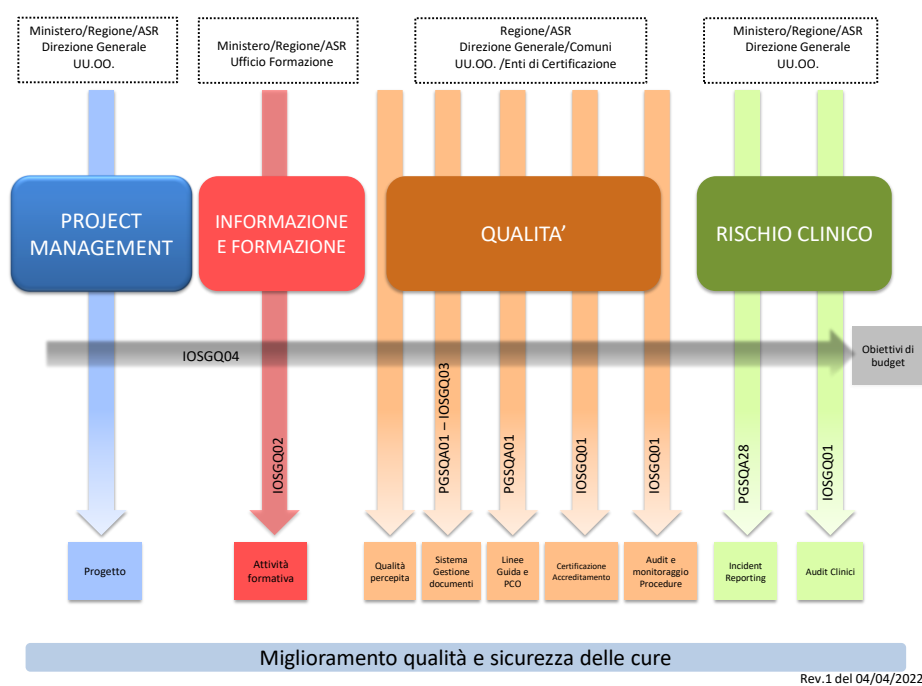 Ministero/Regione/ASR
Direzione Generale
UU.OO.
Ministero/Regione/ASR
Ufficio Formazione
Regione/ASR
Direzione Generale/Comuni
UU.OO. /Enti di Certificazione
Ministero/Regione/ASR
Direzione Generale
UU.OO.
PROJECT
MANAGEMENT
INFORMAZIONE
E FORMAZIONE
QUALITA’
RISCHIO CLINICO
IOSGQ04
Obiettivi di
budget
IOSGQ02
PGSQA01 – IOSGQ03
PGSQA01
IOSGQ01
IOSGQ01
PGSQA28
IOSGQ01
Progetto
Attività
formativa
Qualità
percepita
Sistema
Gestione
documenti
Linee
Guida e
PCO
Certificazione
Accreditamento
Audit e
monitoraggio
Procedure
Incident
Reporting
Audit Clinici
Miglioramento qualità e sicurezza delle cure
Rev.1 del 04/04/2022